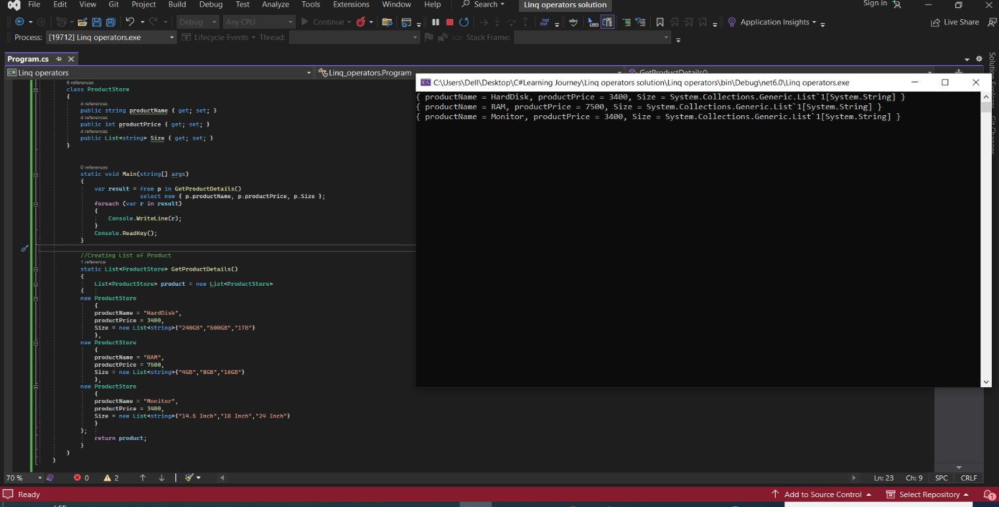 File Edit View Git Project Build Debug Test Analyze Tools Extensions Window Help Search Linq operators solution Sign in
Debug Any CPU Continue Application Insights Live Share
Process: [19712] Linq operators.exe Lifecycle Events Thread: Stack Frame:
Program.cs
Linq operators Linq_operators.Program GetProductDetails()
Solution Explorer
Git Changes
6 references
class ProductStore
{
4 references
public string productName { get; set; }
4 references
public int productPrice { get; set; }
4 references
public List<string> Size { get; set; }
}
0 references
static void Main(string[] args)
{
var result = from p in GetProductDetails()
select new { p.productName, p.productPrice, p.Size };
foreach (var r in result)
{
Console.WriteLine(r);
}
Console.ReadKey();
}
//Creating List of Product
1 reference
static List<ProductStore> GetProductDetails()
{
List<ProductStore> product = new List<ProductStore>
{
new ProductStore
{
productName = "HardDisk",
productPrice = 3400,
Size = new List<string>{"240GB","500GB","1TB"}
},
new ProductStore
{
productName = "RAM",
productPrice = 7500,
Size = new List<string>{"4GB","8GB","16GB"}
},
new ProductStore
{
productName = "Monitor",
productPrice = 3400,
Size = new List<string>{"14.5 Inch","18 Inch","24 Inch"}
}
};
return product;
}
}
}
C:\Users\Dell\Desktop\C#Learning Journey\Linq operators solution\Linq operators\bin\Debug\net6.0\Linq operators.exe
{ productName = HardDisk, productPrice = 3400, Size = System.Collections.Generic.List`1[System.String] }
{ productName = RAM, productPrice = 7500, Size = System.Collections.Generic.List`1[System.String] }
{ productName = Monitor, productPrice = 3400, Size = System.Collections.Generic.List`1[System.String] }
70 % 0 2 Ln: 23 Ch: 9 SPC CRLF
Ready Add to Source Control Select Repository 1